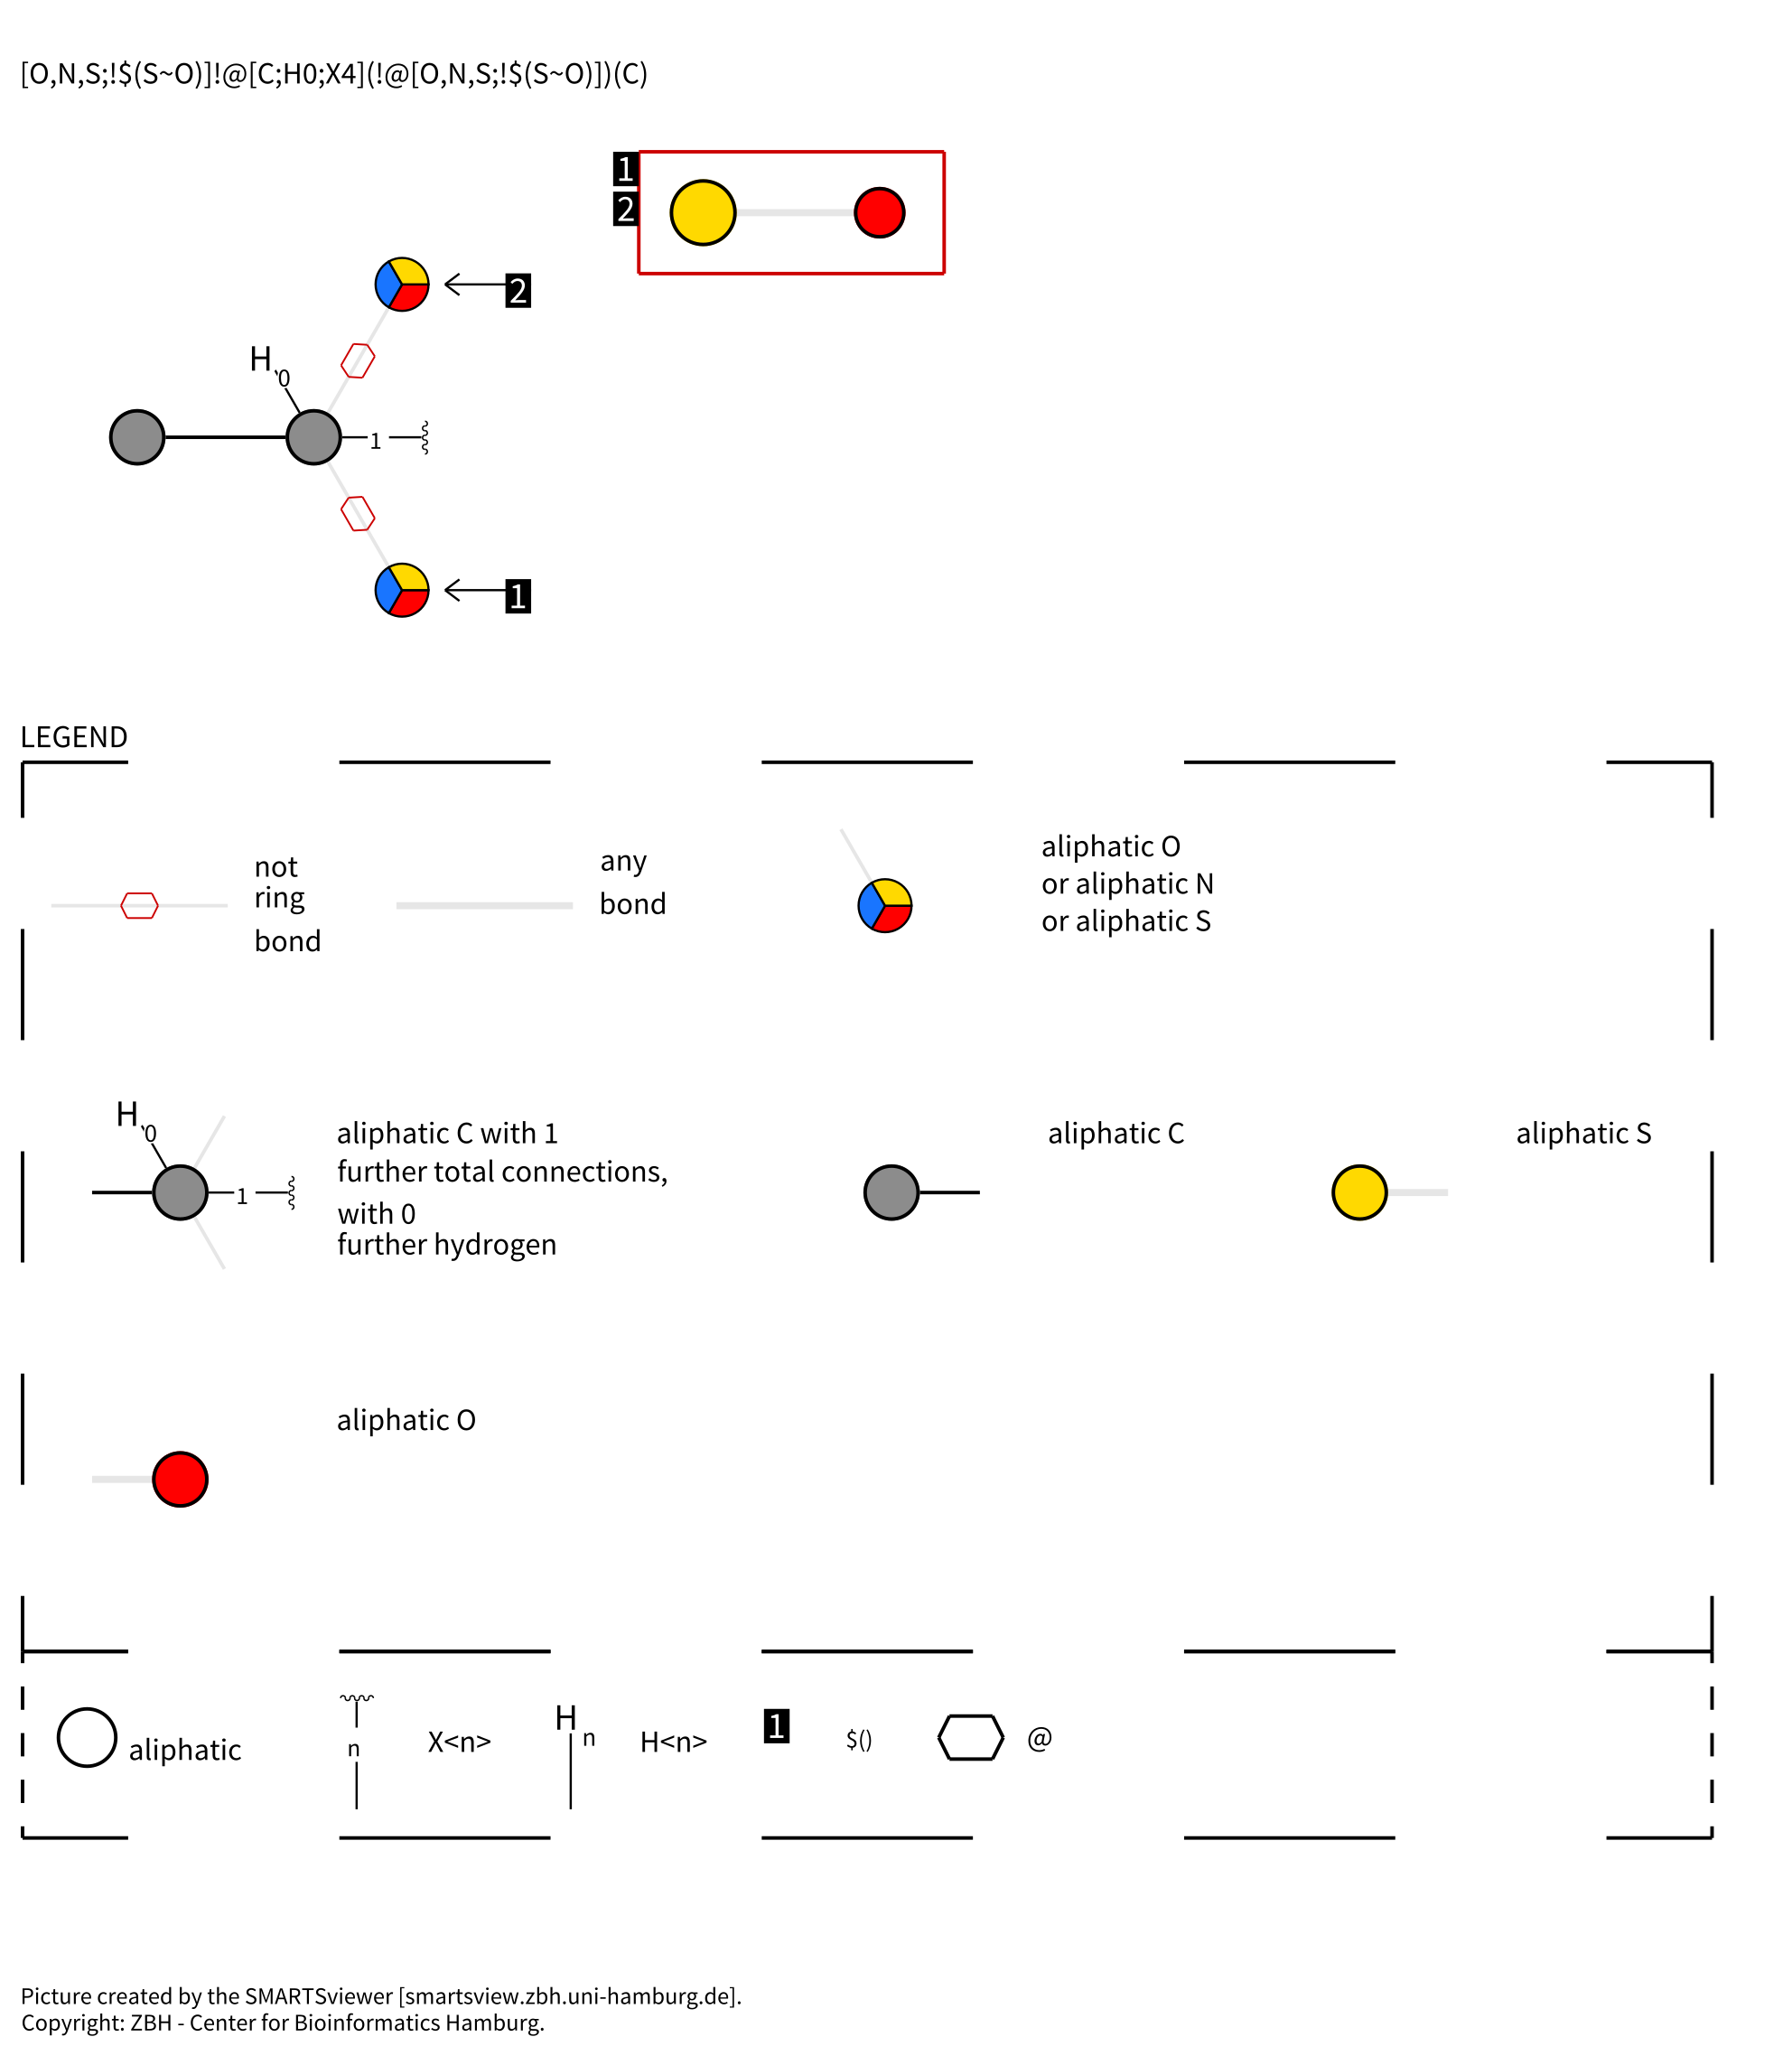 [O,N,S;!$(S~O)]!@[C;H0;X4](!@[O,N,S;!$(S~O)])(C)
1
2
2
H
0
1
1
LEGEND
not
ring
bond
any
bond
aliphatic O
or aliphatic N
or aliphatic S
H
0
1
aliphatic C with 1
further total connections,
with 0
further hydrogen
aliphatic C
aliphatic S
aliphatic O
aliphatic
n
X<n>
H
n
H<n>
1
$()
@
Picture created by the SMARTSviewer [smartsview.zbh.uni-hamburg.de].
Copyright: ZBH - Center for Bioinformatics Hamburg.